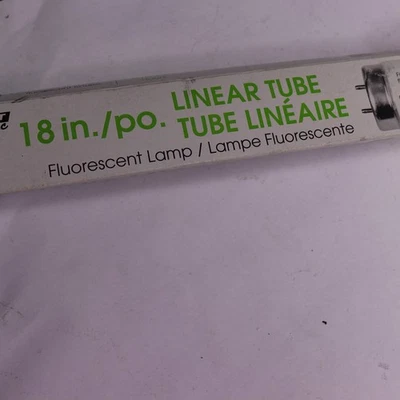 18 in./po. LINEAR TUBE
TUBE LINÉAIRE
Fluorescent Lamp / Lampe Fluorescente